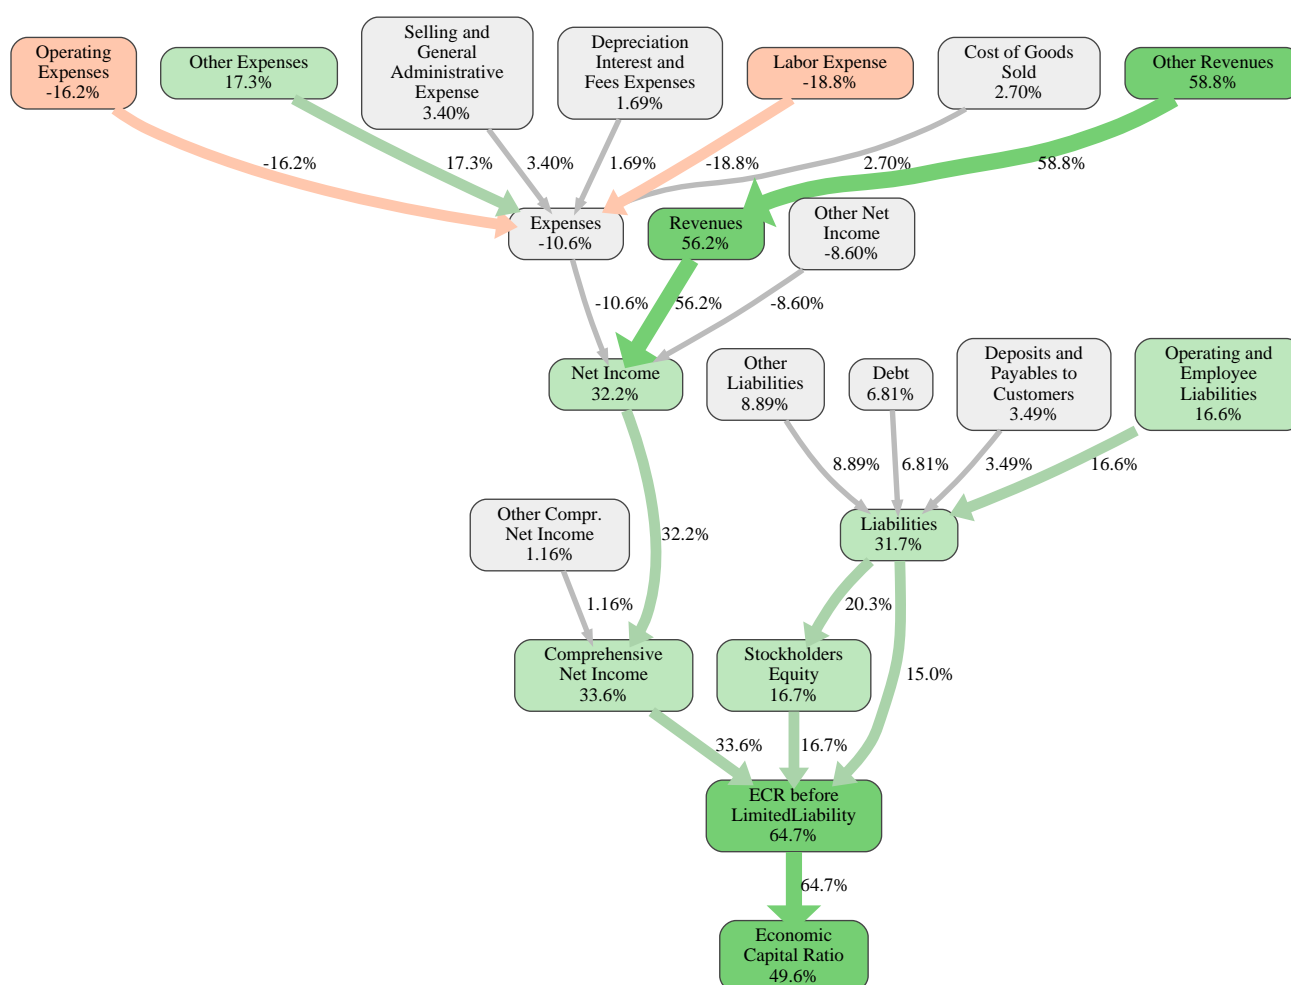 Operating
Expenses
-16.2%
Other Expenses
17.3%
Selling and
General
Administrative
Expense
3.40%
Depreciation
Interest and
Fees Expenses
1.69%
Labor Expense
-18.8%
Cost of Goods
Sold
2.70%
Other Revenues
58.8%
-16.2%
17.3%
3.40%
1.69%
-18.8%
2.70%
58.8%
Expenses
-10.6%
Revenues
56.2%
Other Net
Income
-8.60%
-10.6%
56.2%
-8.60%
Net Income
32.2%
Other
Liabilities
8.89%
Debt
6.81%
Deposits and
Payables to
Customers
3.49%
Operating and
Employee
Liabilities
16.6%
8.89%
6.81%
3.49%
16.6%
Other Compr.
Net Income
1.16%
32.2%
Liabilities
31.7%
1.16%
20.3%
15.0%
Comprehensive
Net Income
33.6%
Stockholders
Equity
16.7%
33.6%
16.7%
ECR before
LimitedLiability
64.7%
64.7%
Economic
Capital Ratio
49.6%